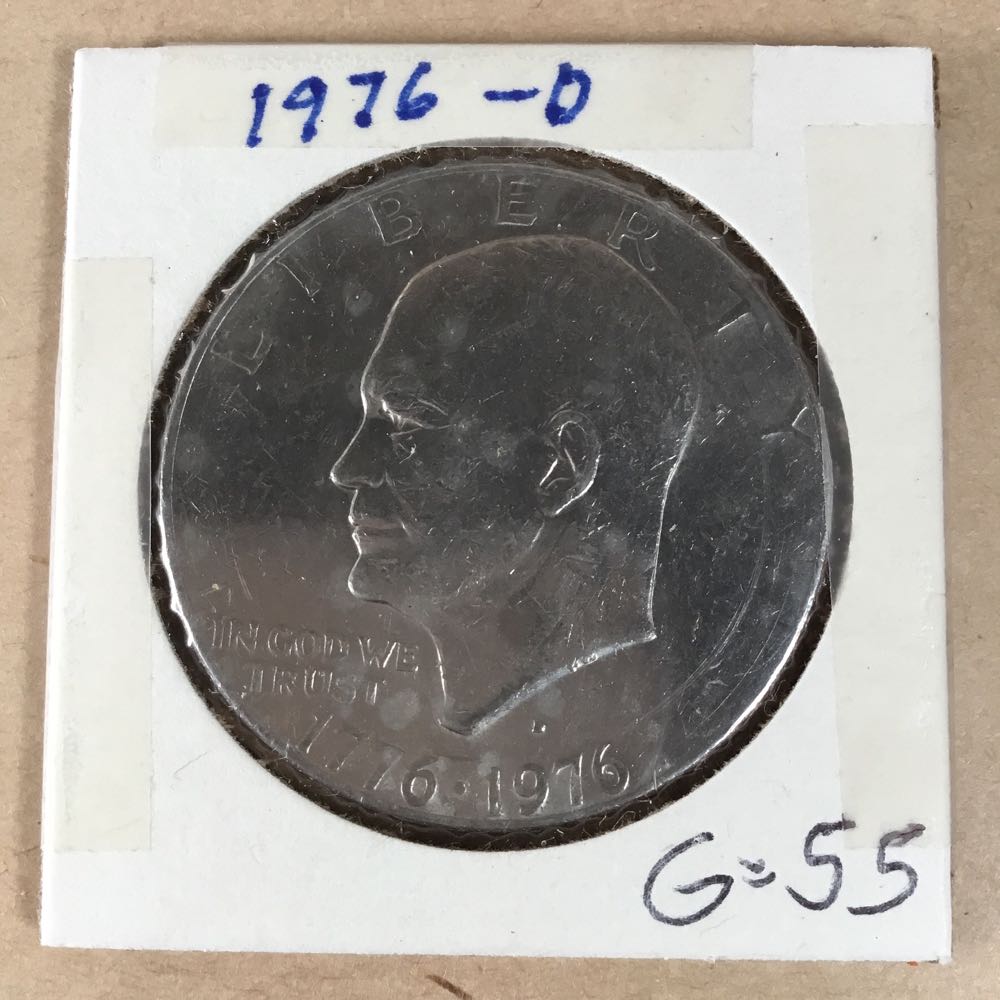 1976 -D
LIBERTY
IN GOD WE
TRUST
D
1776·1976
G=55